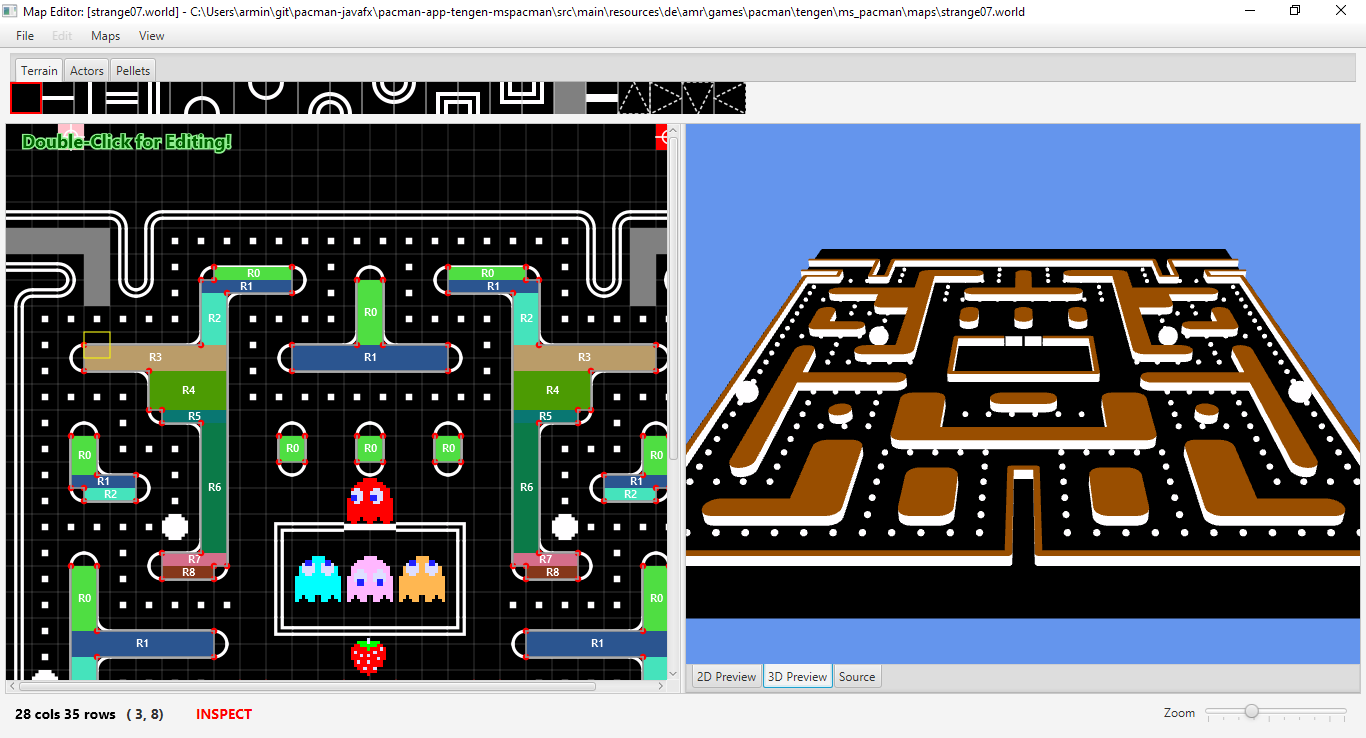 Map Editor: [strange07.world] - C:\Users\armin\git\pacman-javafx\pacman-app-tengen-mspacman\src\main\resources\de\amr\games\pacman\tengen\ms_pacman\maps\strange07.world
File Edit Maps View
Terrain Actors Pellets
Double-Click for Editing!
R0 R0
R1 R1
R2 R0 R2
R3 R1 R3
R4 R4
R5 R5
R0 R0 R0 R0 R0
R1 R1
R2 R6 R6 R2
R7 R7
R8 R8
R0 R0
R1 R1
2D Preview 3D Preview Source
28 cols 35 rows ( 3, 8) INSPECT Zoom